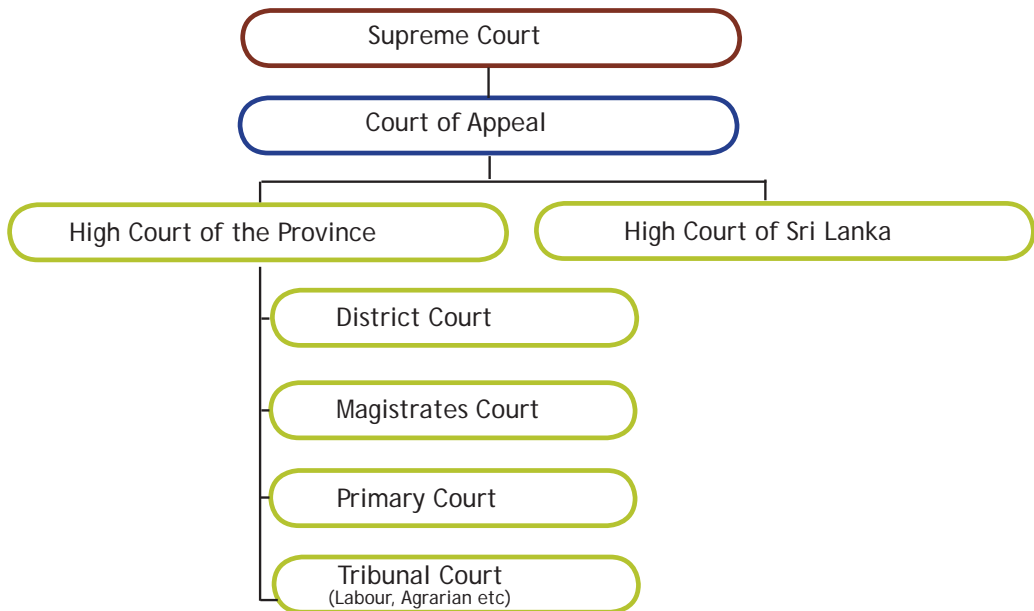 Supreme Court
Court of Appeal
High Court of the Province
High Court of Sri Lanka
District Court
Magistrates Court
Primary Court
Tribunal Court
(Labour, Agrarian etc)